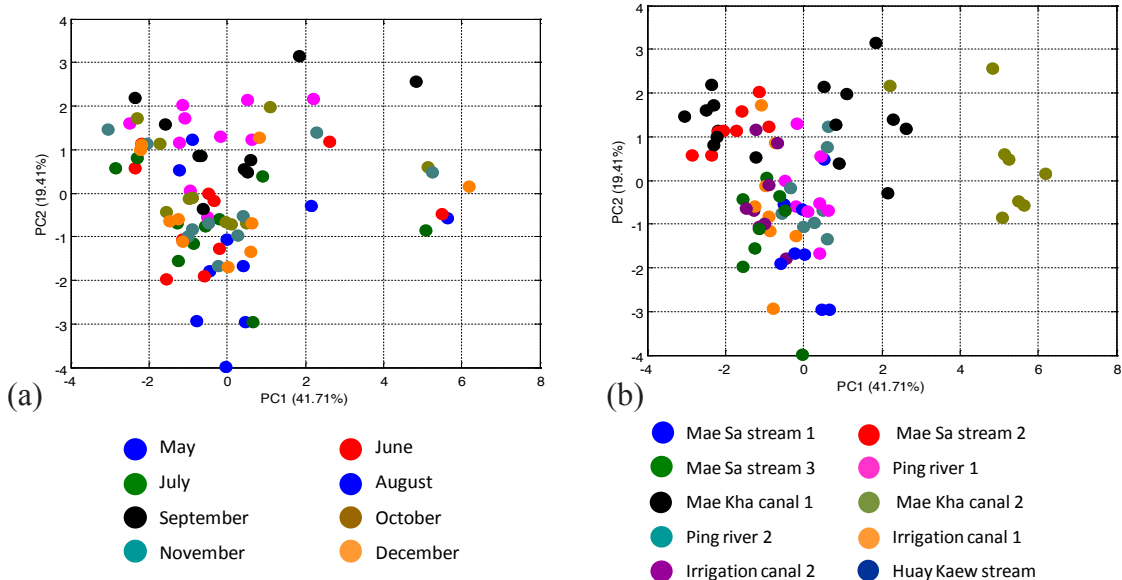 4
3
2
1
0
-1
-2
-3
-4
PC2 (19.41%)
-4 -2 0 2 4 6 8
PC1 (41.71%)
(a)
May June
July August
September October
November December
4
3
2
1
0
-1
-2
-3
-4
PC2 (19.41%)
-4 -2 0 2 4 6 8
PC1 (41.71%)
(b)
Mae Sa stream 1 Mae Sa stream 2
Mae Sa stream 3 Ping river 1
Mae Kha canal 1 Mae Kha canal 2
Ping river 2 Irrigation canal 1
Irrigation canal 2 Huay Kaew stream